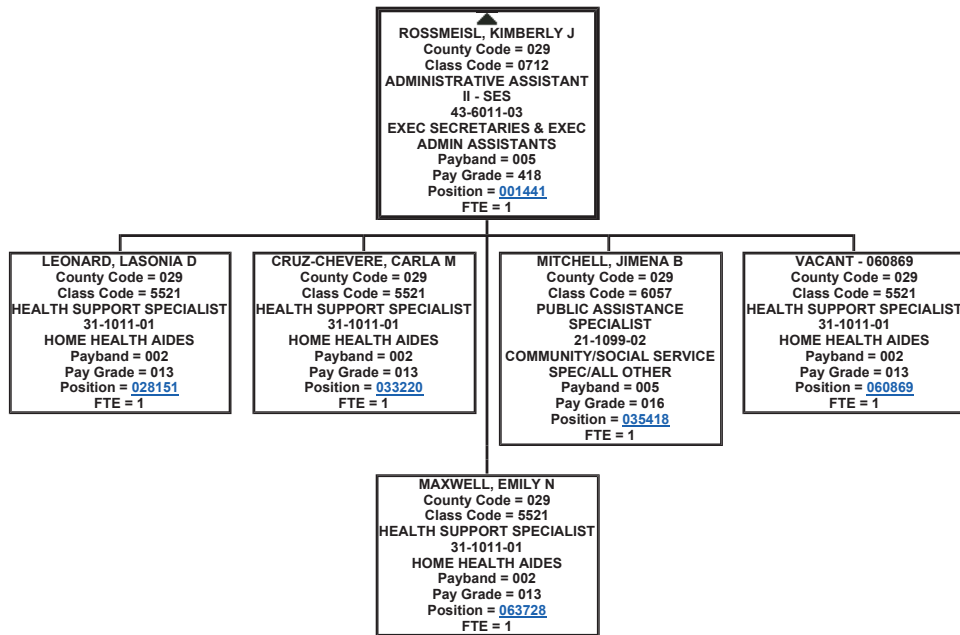 ROSSMEISL, KIMBERLY J
County Code = 029
Class Code = 0712
ADMINISTRATIVE ASSISTANT
II - SES
43-6011-03
EXEC SECRETARIES & EXEC
ADMIN ASSISTANTS
Payband = 005
Pay Grade = 418
Position = 001441
FTE = 1
LEONARD, LASONIA D
County Code = 029
Class Code = 5521
HEALTH SUPPORT SPECIALIST
31-1011-01
HOME HEALTH AIDES
Payband = 002
Pay Grade = 013
Position = 028151
FTE = 1
CRUZ-CHEVERE, CARLA M
County Code = 029
Class Code = 5521
HEALTH SUPPORT SPECIALIST
31-1011-01
HOME HEALTH AIDES
Payband = 002
Pay Grade = 013
Position = 033220
FTE = 1
MITCHELL, JIMENA B
County Code = 029
Class Code = 6057
PUBLIC ASSISTANCE
SPECIALIST
21-1099-02
COMMUNITY/SOCIAL SERVICE
SPEC/ALL OTHER
Payband = 005
Pay Grade = 016
Position = 035418
FTE = 1
VACANT - 060869
County Code = 029
Class Code = 5521
HEALTH SUPPORT SPECIALIST
31-1011-01
HOME HEALTH AIDES
Payband = 002
Pay Grade = 013
Position = 060869
FTE = 1
MAXWELL, EMILY N
County Code = 029
Class Code = 5521
HEALTH SUPPORT SPECIALIST
31-1011-01
HOME HEALTH AIDES
Payband = 002
Pay Grade = 013
Position = 063728
FTE = 1